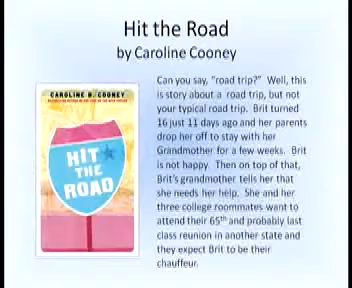 Hit the Road
by Caroline Cooney
Can you say, "road trip?" Well, this
is story about a road trip, but not
your typical road trip. Brit turned
16 just 11 days ago and her parents
drop her off to stay with her
Grandmother for a few weeks. Brit
is not happy. Then on top of that,
Brit's grandmother tells her that
she needs her help. She and her
three college roommates want to
attend their 65th and probably last
class reunion in another state and
they expect Brit to be their
chauffeur.
CAROLINE B. COONEY
HIT
THE
ROAD